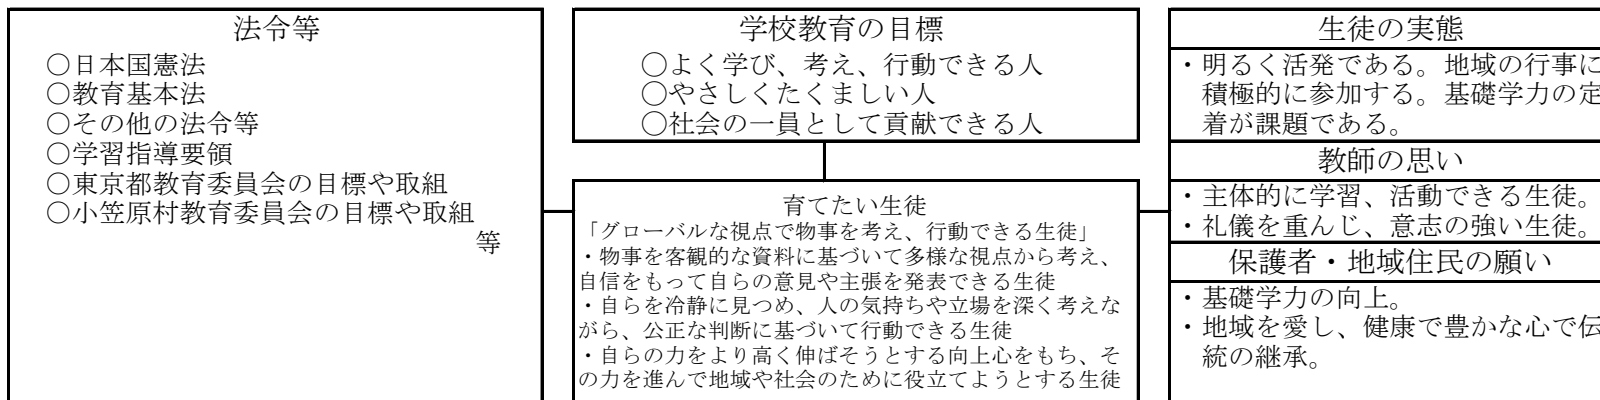 法令等
○日本国憲法
○教育基本法
○その他の法令等
○学習指導要領
○東京都教育委員会の目標や取組
○小笠原村教育委員会の目標や取組
等
学校教育の目標
○よく学び、考え、行動できる人
○やさしくたくましい人
○社会の一員として貢献できる人
育てたい生徒
「グローバルな視点で物事を考え、行動できる生徒」
・物事を客観的な資料に基づいて多様な視点から考え、
自信をもって自らの意見や主張を発表できる生徒
・自らを冷静に見つめ、人の気持ちや立場を深く考えな
がら、公正な判断に基づいて行動できる生徒
・自らの力をより高く伸ばそうとする向上心をもち、そ
の力を進んで地域や社会のために役立てようとする生徒
生徒の実態
・明るく活発である。地域の行事に
積極的に参加する。基礎学力の定
着が課題である。
教師の思い
・主体的に学習、活動できる生徒。
・礼儀を重んじ、意志の強い生徒。
保護者・地域住民の願い
・基礎学力の向上。
・地域を愛し、健康で豊かな心で伝
統の継承。